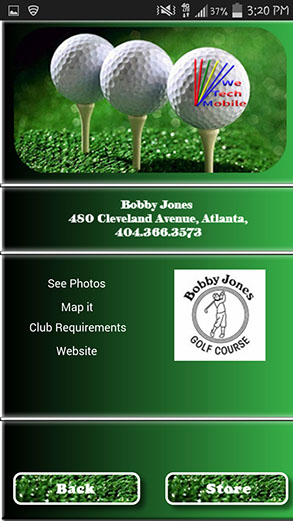 37% 3:20 PM
We
Tech
Mobile
Bobby Jones
480 Cleveland Avenue, Atlanta,
404.366.3573
See Photos
Map it
Club Requirements
Website
Bobby Jones
GOLF COURSE
Back
Store